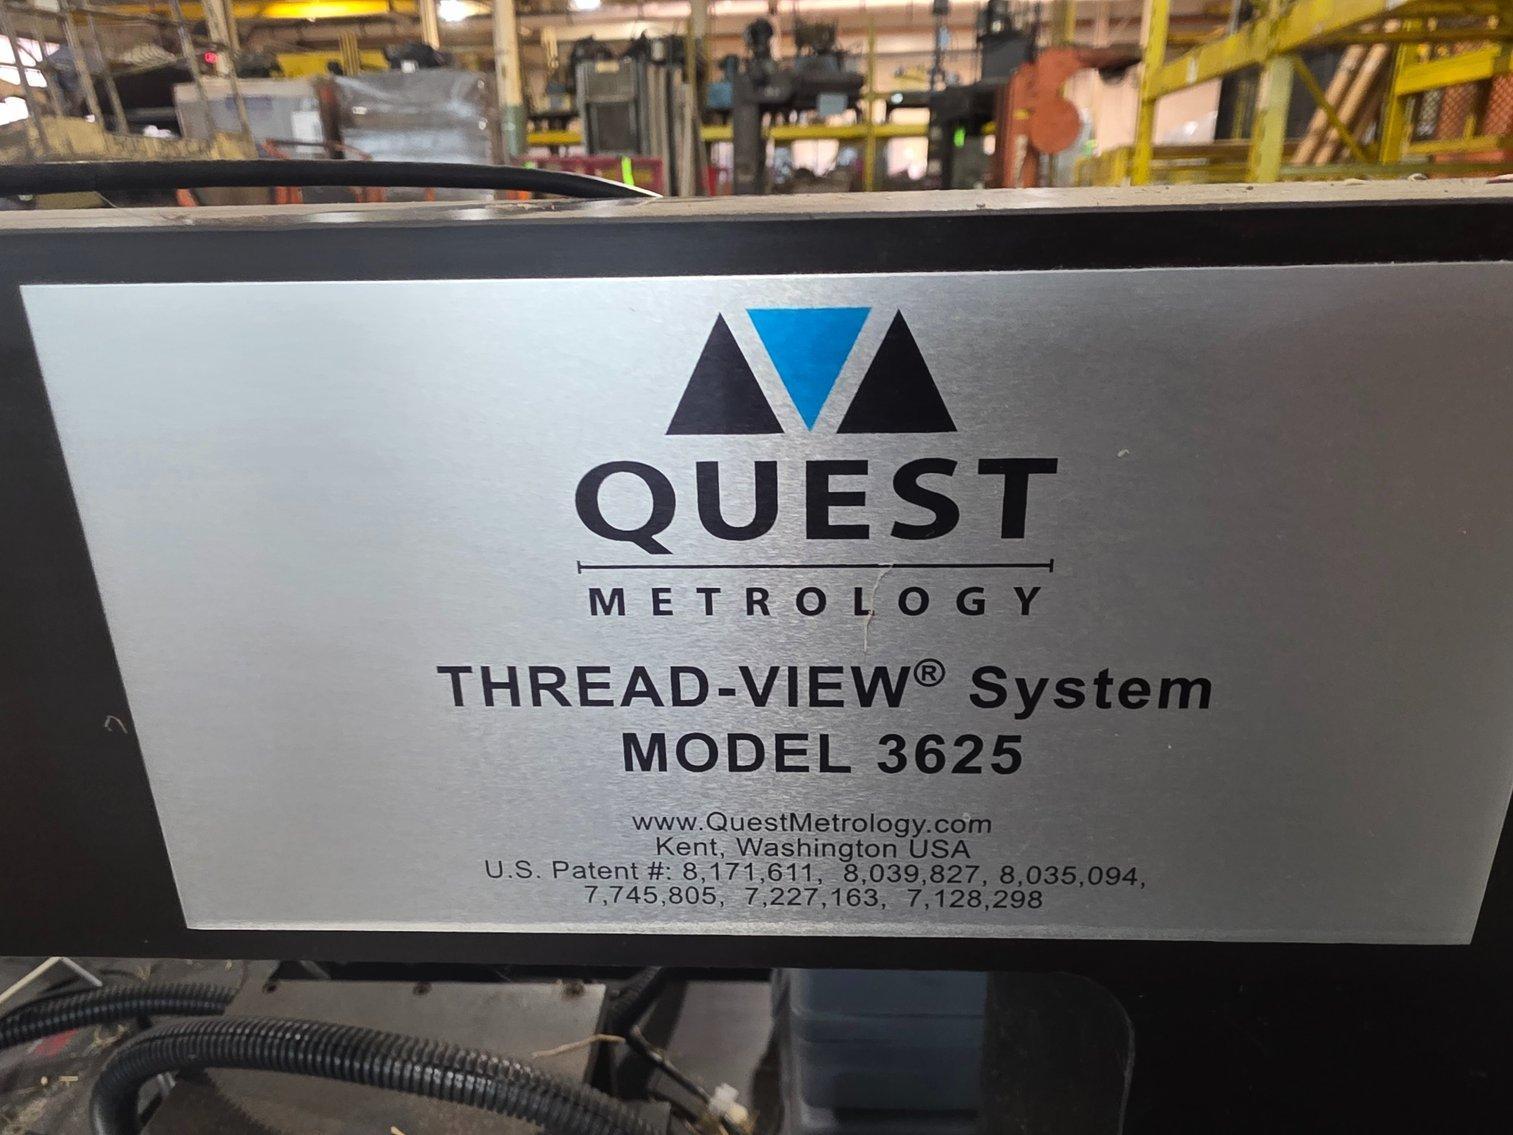 QUEST
METROLOGY
THREAD-VIEW® System
MODEL 3625
www.QuestMetrology.com
Kent, Washington USA
U.S. Patent #: 8,171,611, 8,039,827, 8,035,094,
7,745,805, 7,227,163, 7,128,298